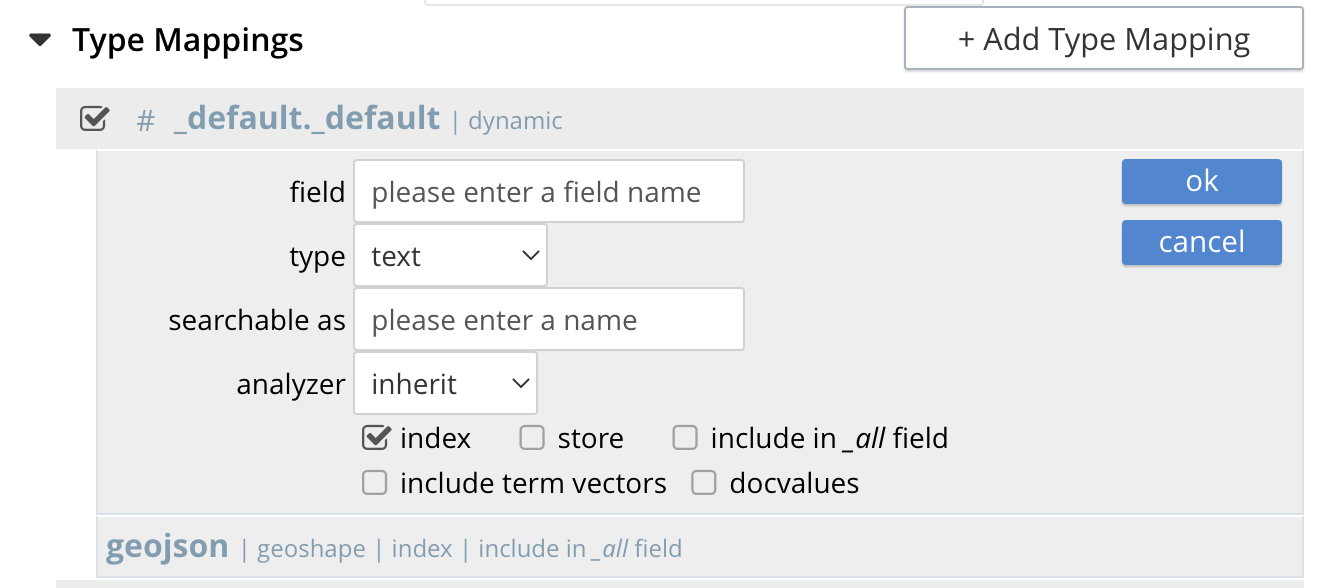 Type Mappings
+ Add Type Mapping
# _default._default | dynamic
field please enter a field name
ok
type text
cancel
searchable as please enter a name
analyzer inherit
index store include in _all field
include term vectors docvalues
geojson | geoshape | index | include in _all field